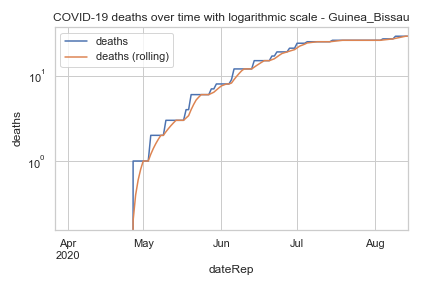 COVID-19 deaths over time with logarithmic scale - Guinea_Bissau
deaths
deaths (rolling)
10¹
10⁰
deaths
Apr
2020
May
Jun
Jul
Aug
dateRep